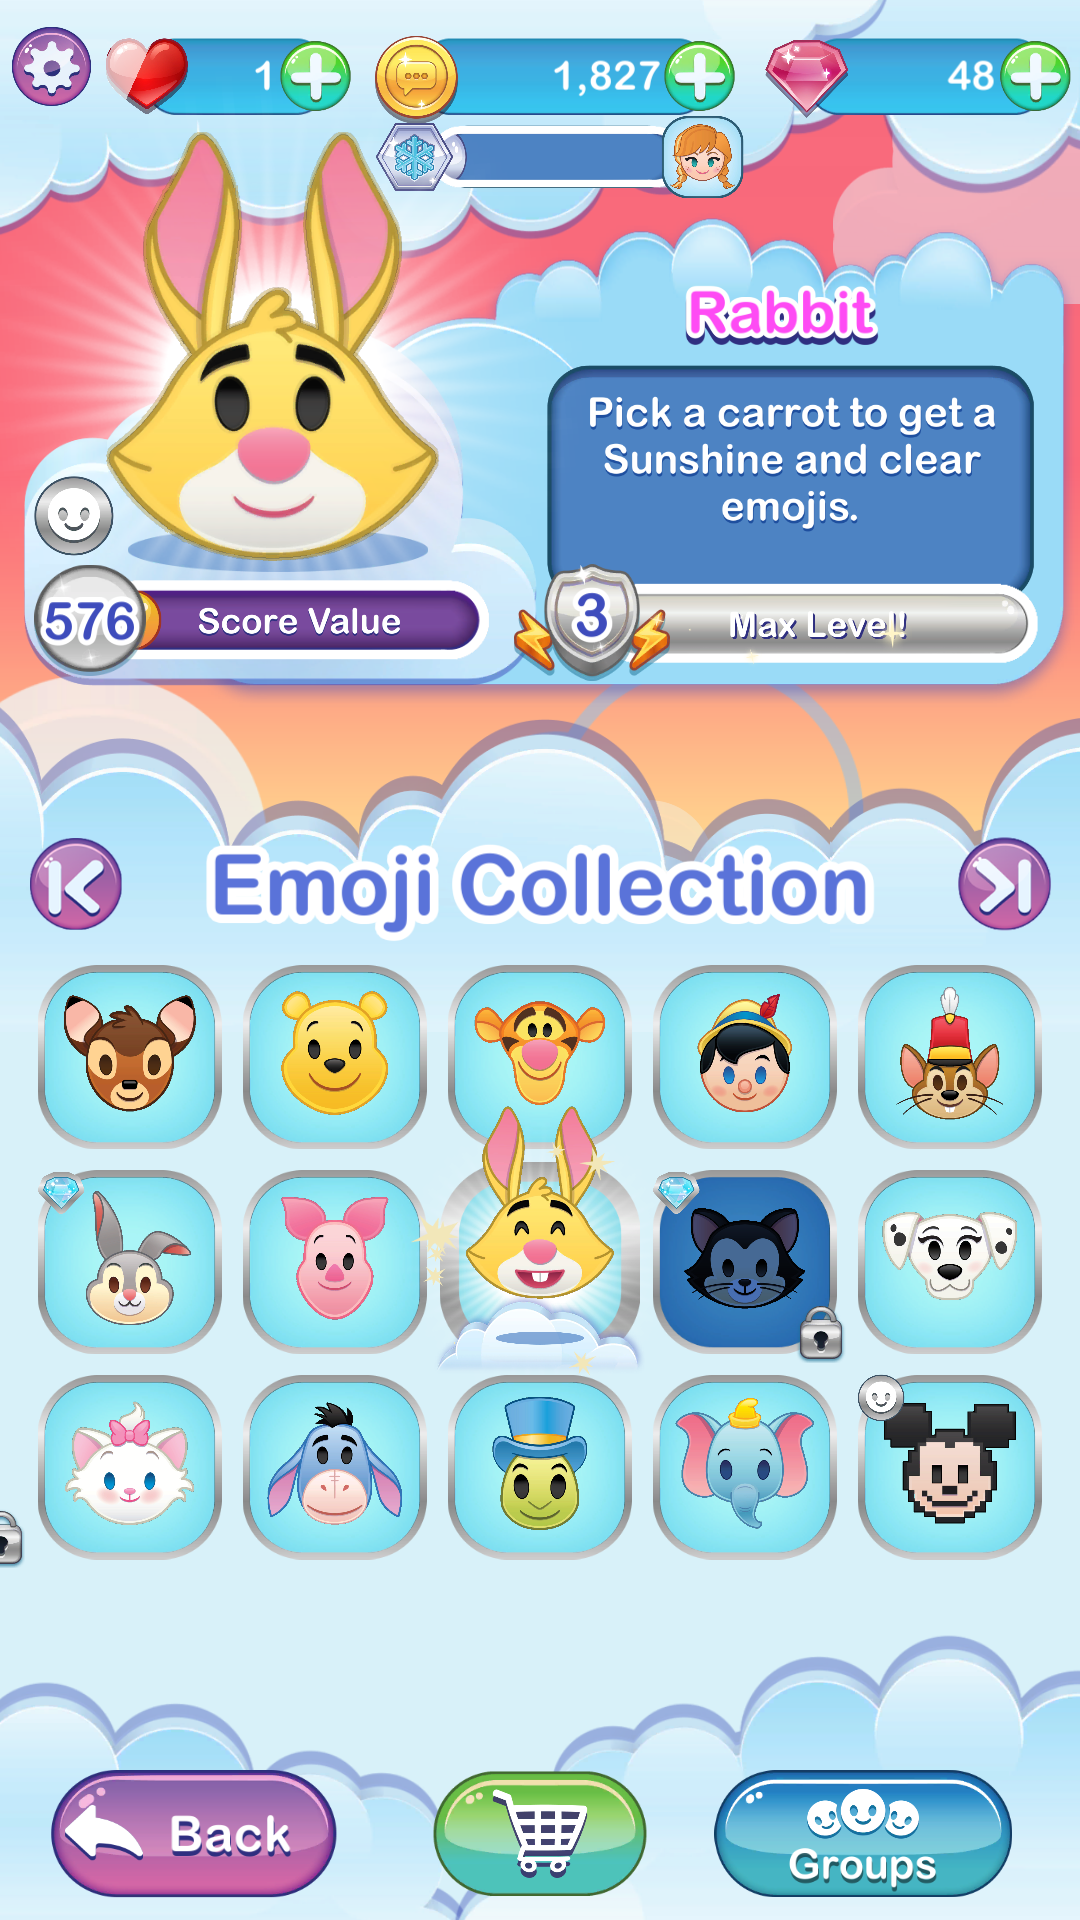 1
1,827
48
Rabbit
Pick a carrot to get a
Sunshine and clear
emojis.
576
Score Value
3
Max Level!
Emoji Collection
Back
Groups